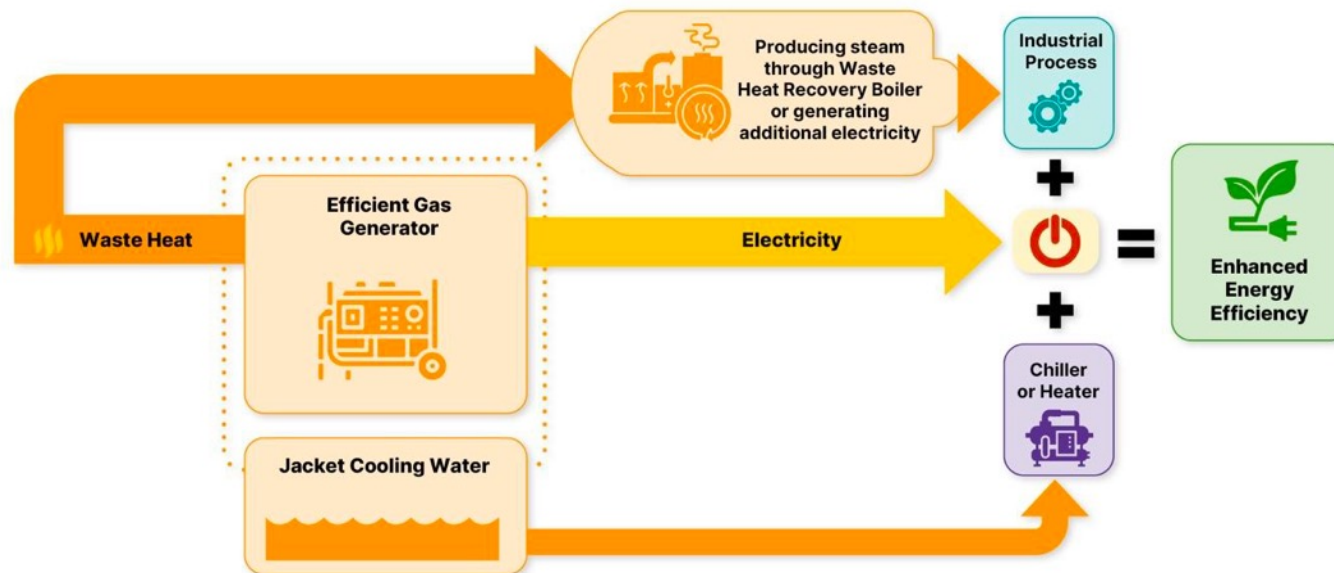 Producing steam
through Waste
Heat Recovery Boiler
or generating
additional electricity
Industrial
Process
Waste Heat
Efficient Gas
Generator
Electricity
Enhanced
Energy
Efficiency
Chiller
or Heater
Jacket Cooling Water